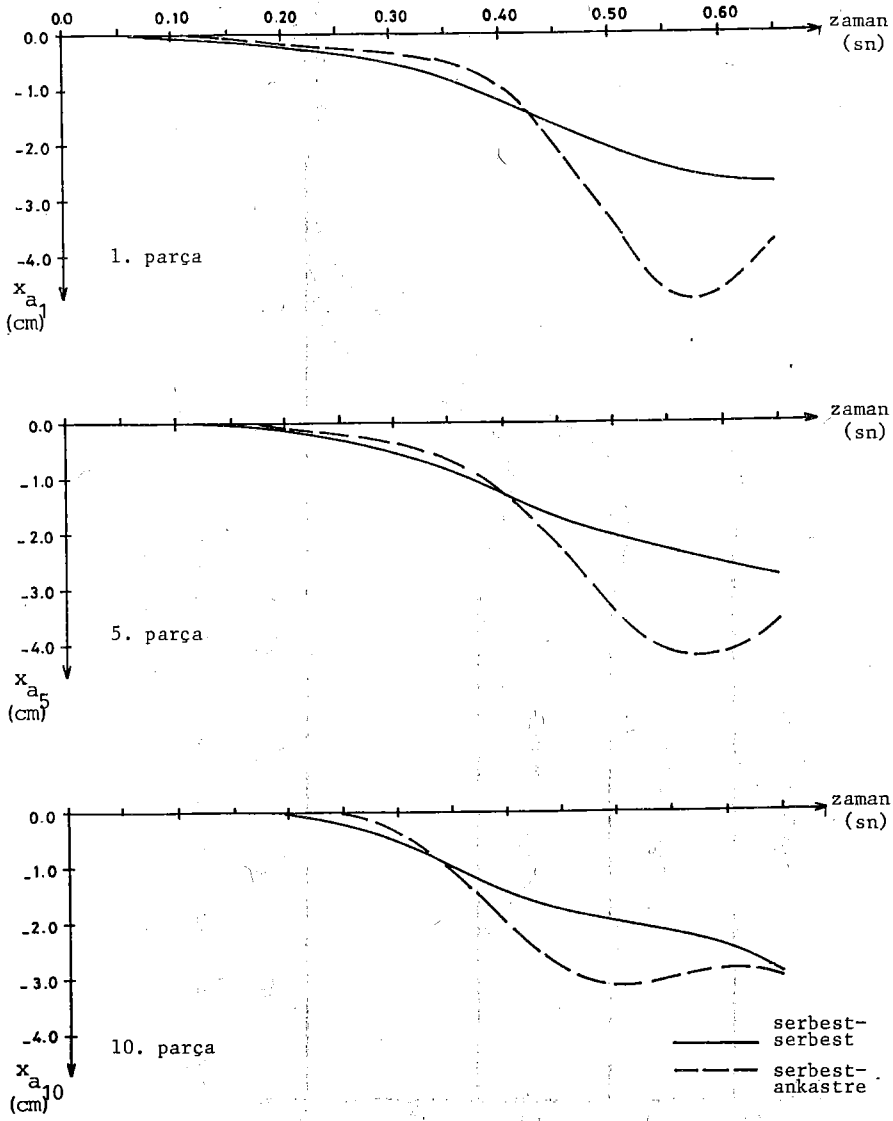 0.0 0.10 0.20 0.30 0.40 0.50 0.60 zaman
(sn)
0.0
-1.0
-2.0
-3.0
-4.0
1. parça
x a1
(cm)
zaman
(sn)
0.0
-1.0
-2.0
-3.0
-4.0
5. parça
x a5
(cm)
zaman
(sn)
0.0
-1.0
-2.0
-3.0
-4.0
10. parça
x a10
(cm)
serbest-
serbest
serbest-
ankastre